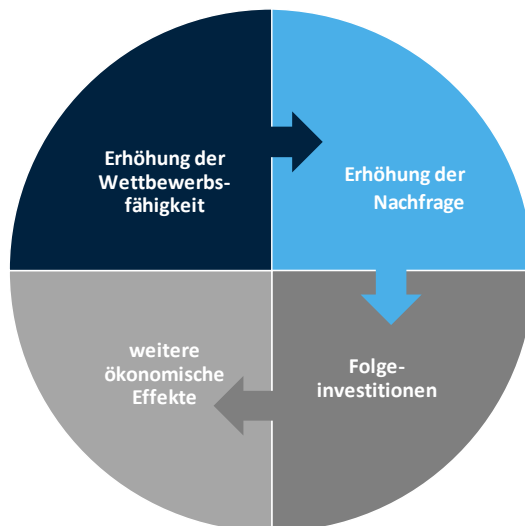 Erhöhung der
Wettbewerbs-
fähigkeit
Erhöhung der
Nachfrage
weitere
ökonomische
Effekte
Folge-
investitionen